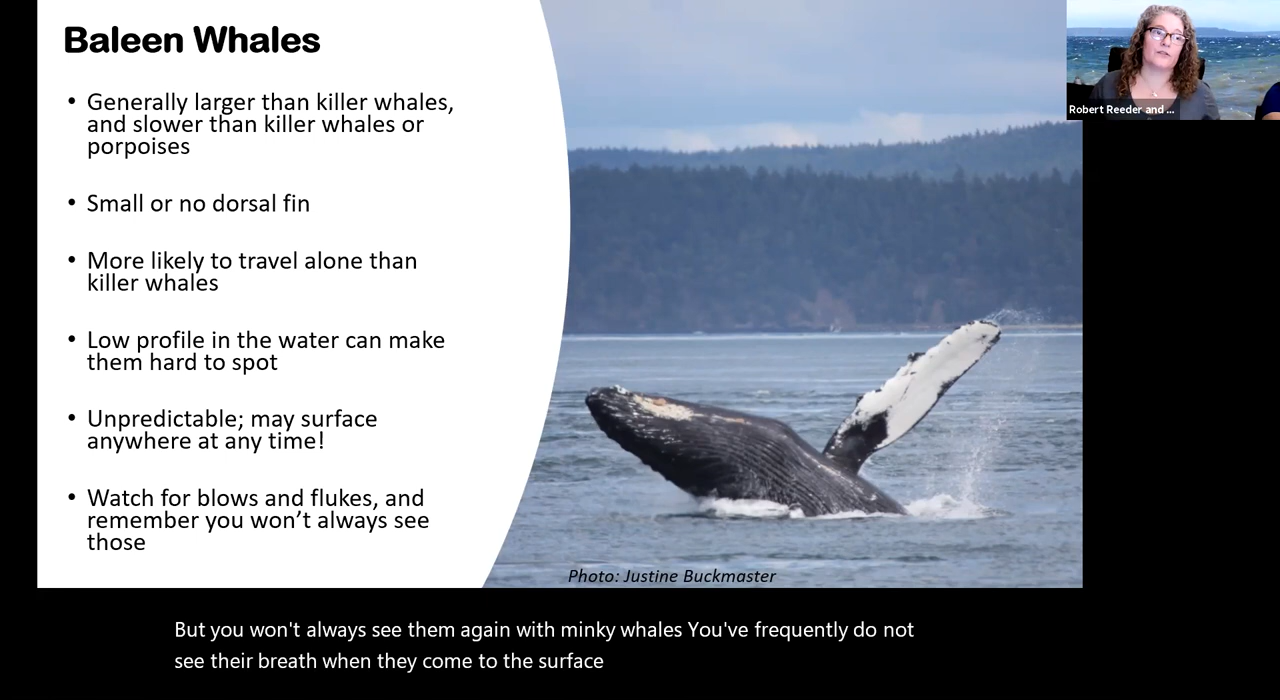 Baleen Whales
• Generally larger than killer whales,
and slower than killer whales or
porpoises
• Small or no dorsal fin
• More likely to travel alone than
killer whales
• Low profile in the water can make
them hard to spot
• Unpredictable; may surface
anywhere at any time!
• Watch for blows and flukes, and
remember you won’t always see
those
Photo: Justine Buckmaster
Robert Reeder and ...
But you won't always see them again with minky whales You've frequently do not
see their breath when they come to the surface